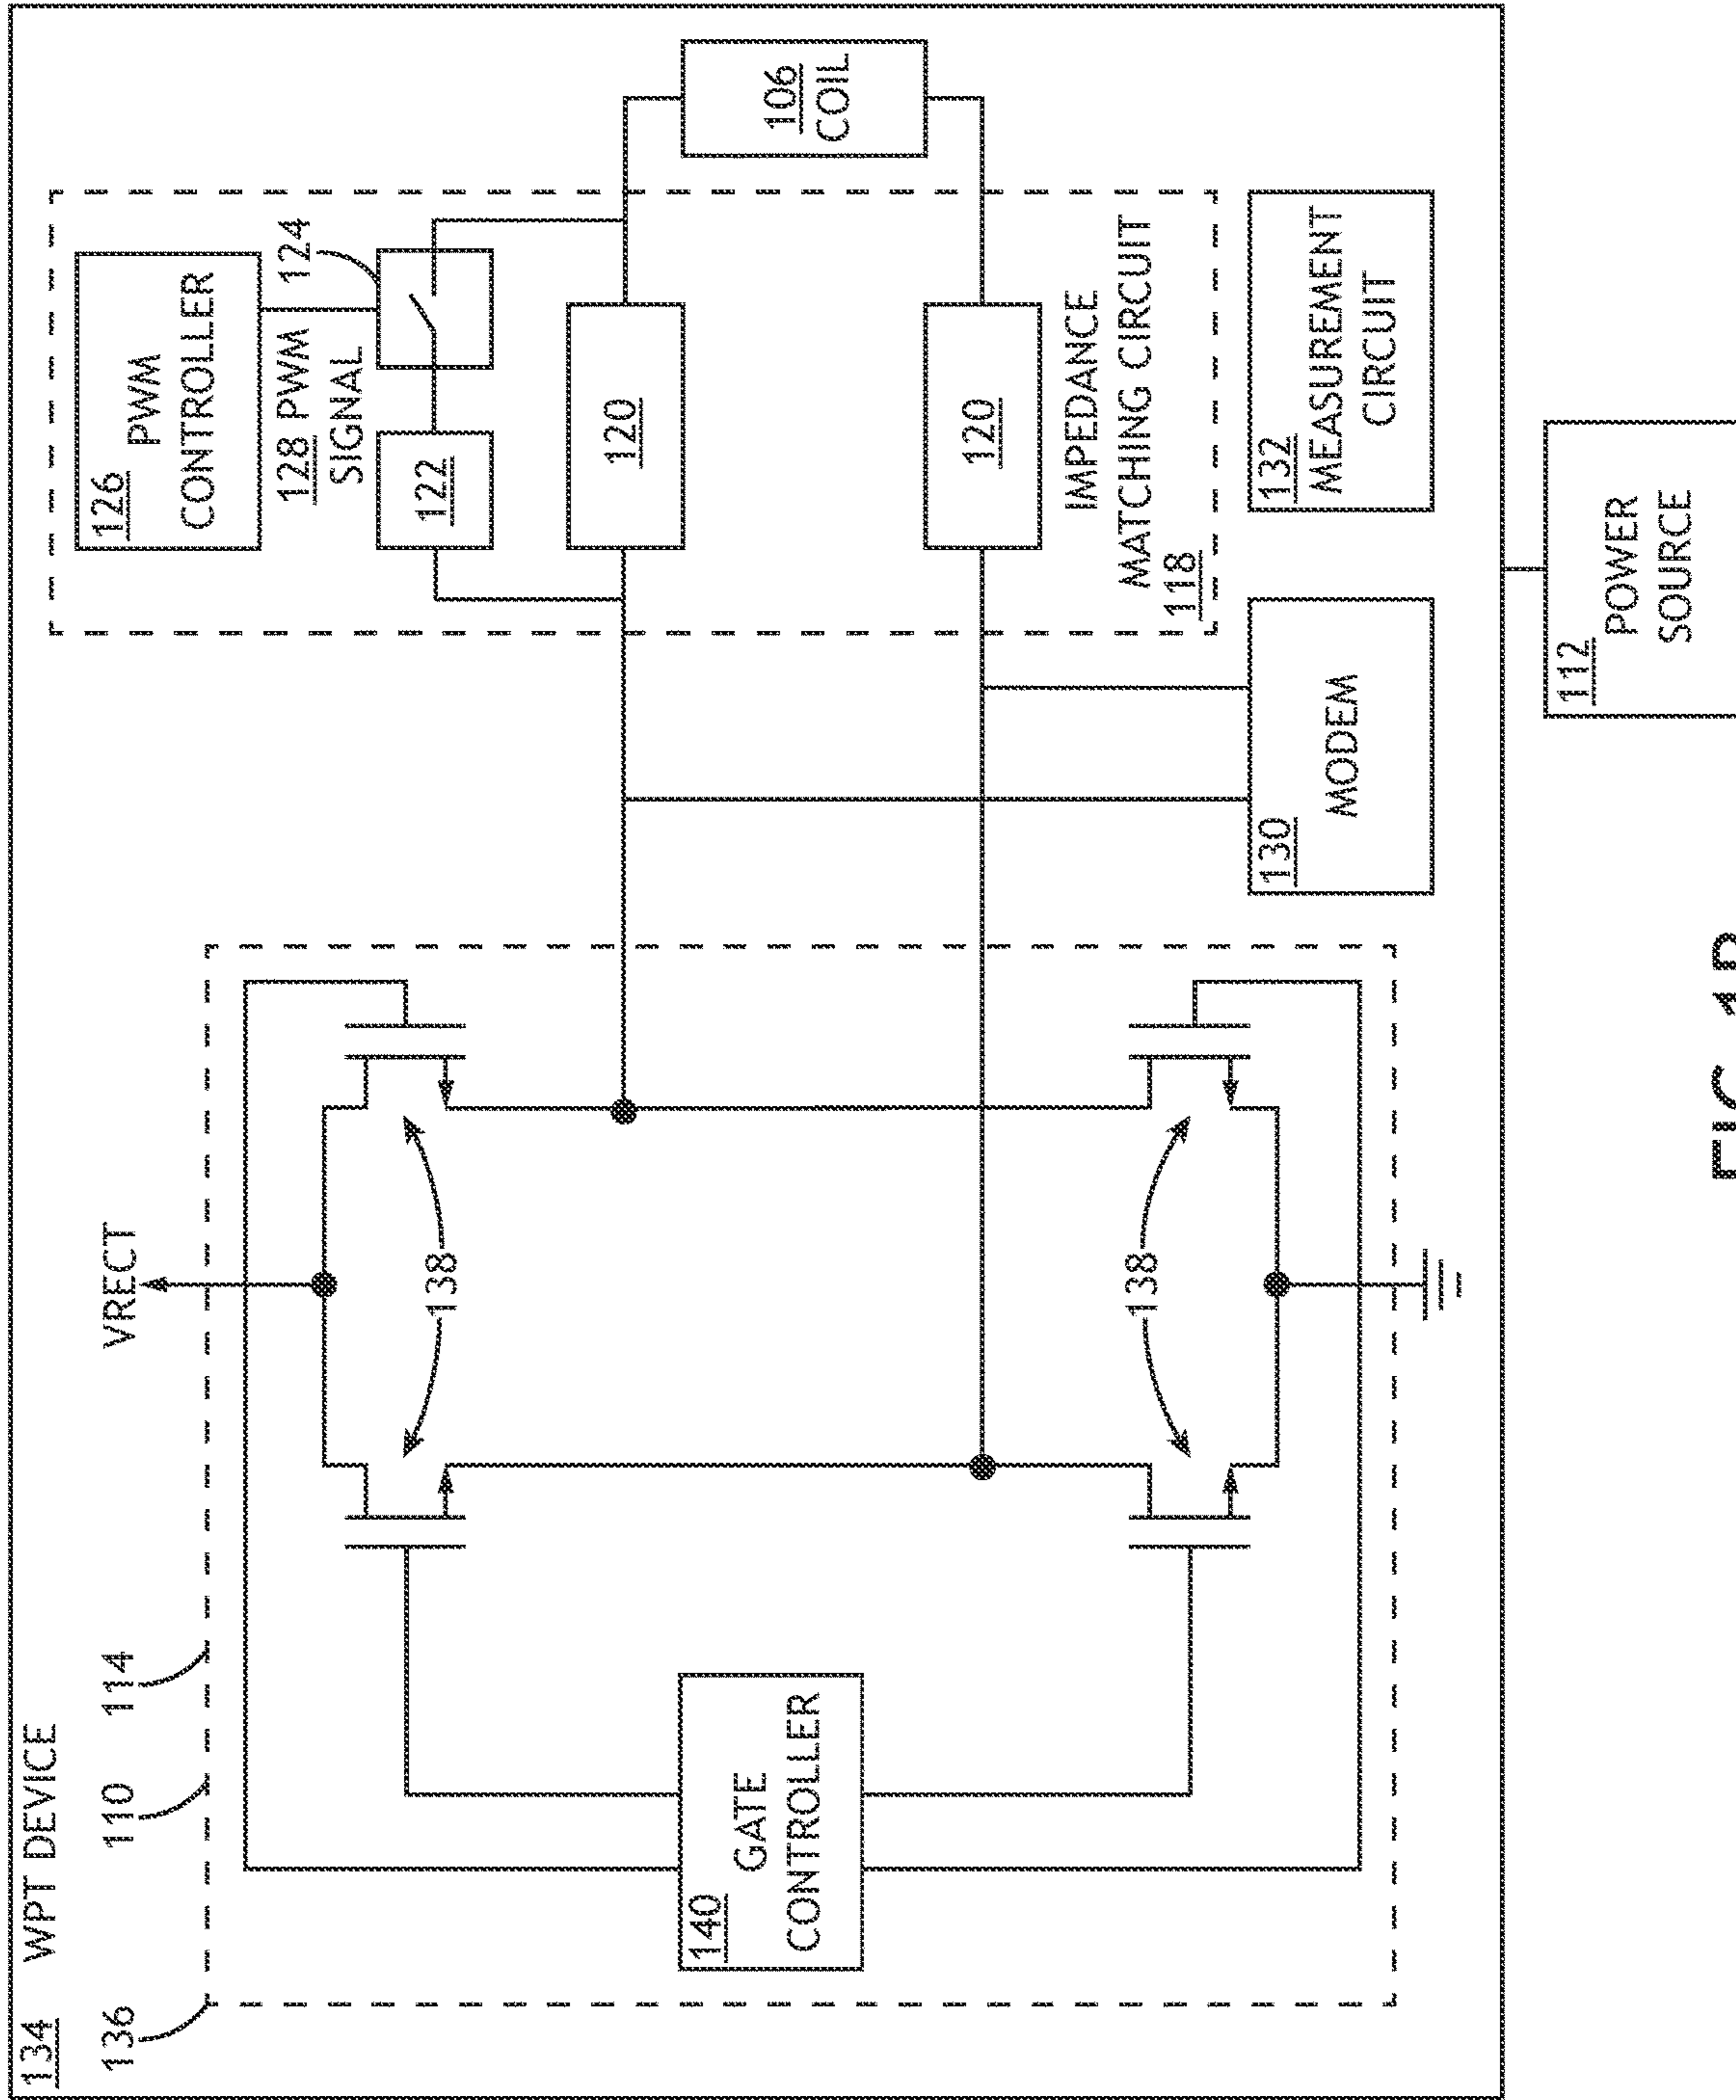 134 WPT DEVICE
136
110
114
VRECT
138
138
140
GATE
CONTROLLER
126
PWM
CONTROLLER
128 PWM
SIGNAL
124
122
120
120
IMPEDANCE
MATCHING CIRCUIT
118
106
COIL
130
MODEM
132
MEASUREMENT
CIRCUIT
112
POWER
SOURCE